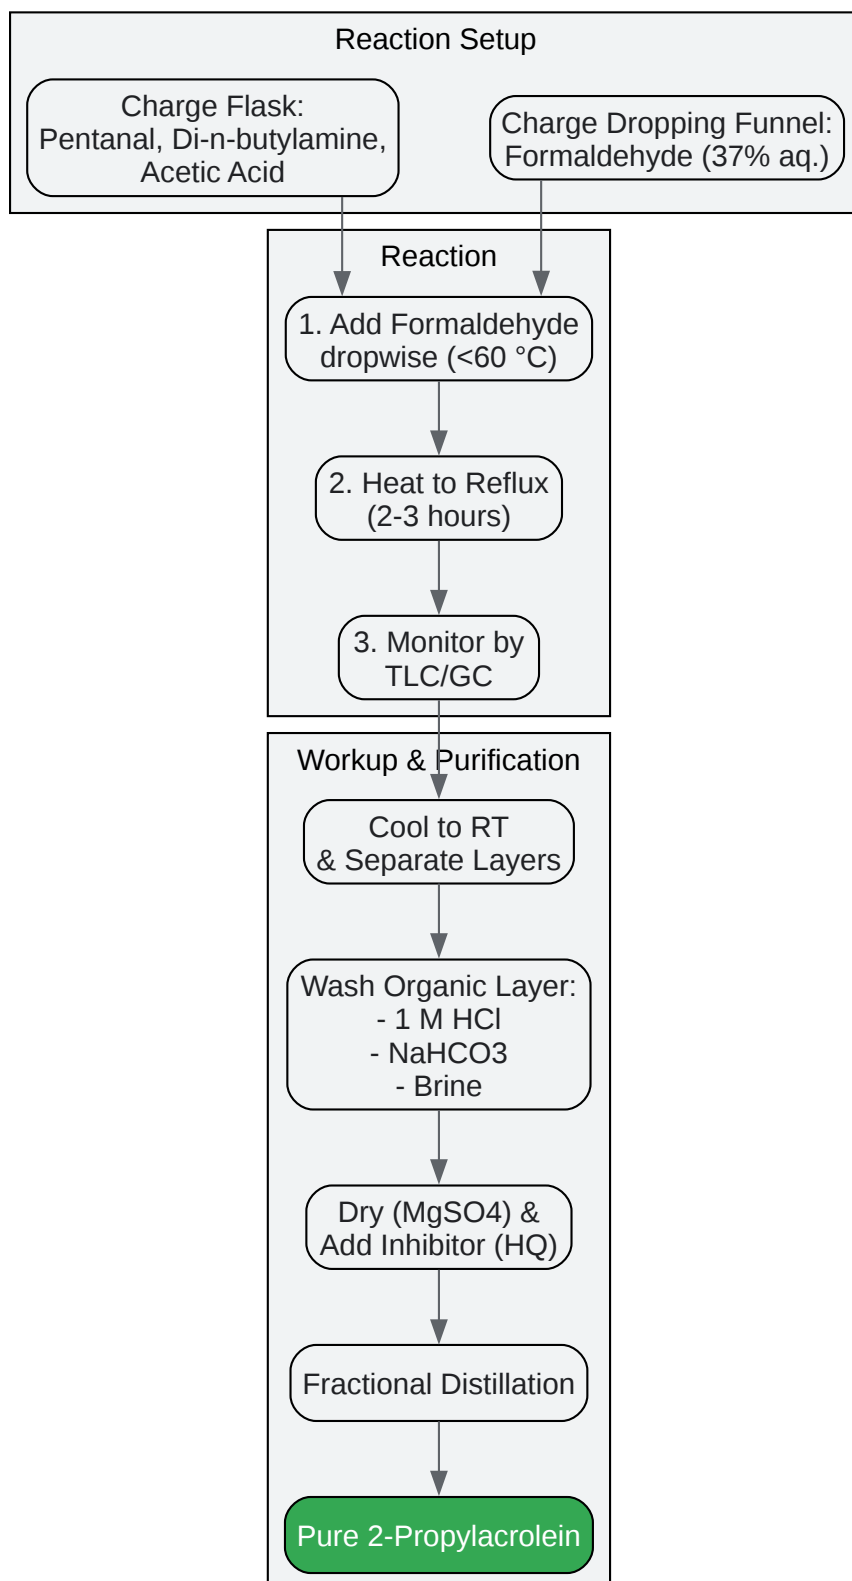 Reaction Setup
Charge Flask:
Pentanal, Di-n-butylamine,
Acetic Acid
Charge Dropping Funnel:
Formaldehyde (37% aq.)
Reaction
1. Add Formaldehyde
dropwise (<60 °C)
2. Heat to Reflux
(2-3 hours)
3. Monitor by
TLC/GC
Workup & Purification
Cool to RT
& Separate Layers
Wash Organic Layer:
- 1 M HCl
- NaHCO3
- Brine
Dry (MgSO4) &
Add Inhibitor (HQ)
Fractional Distillation
Pure 2-Propylacrolein